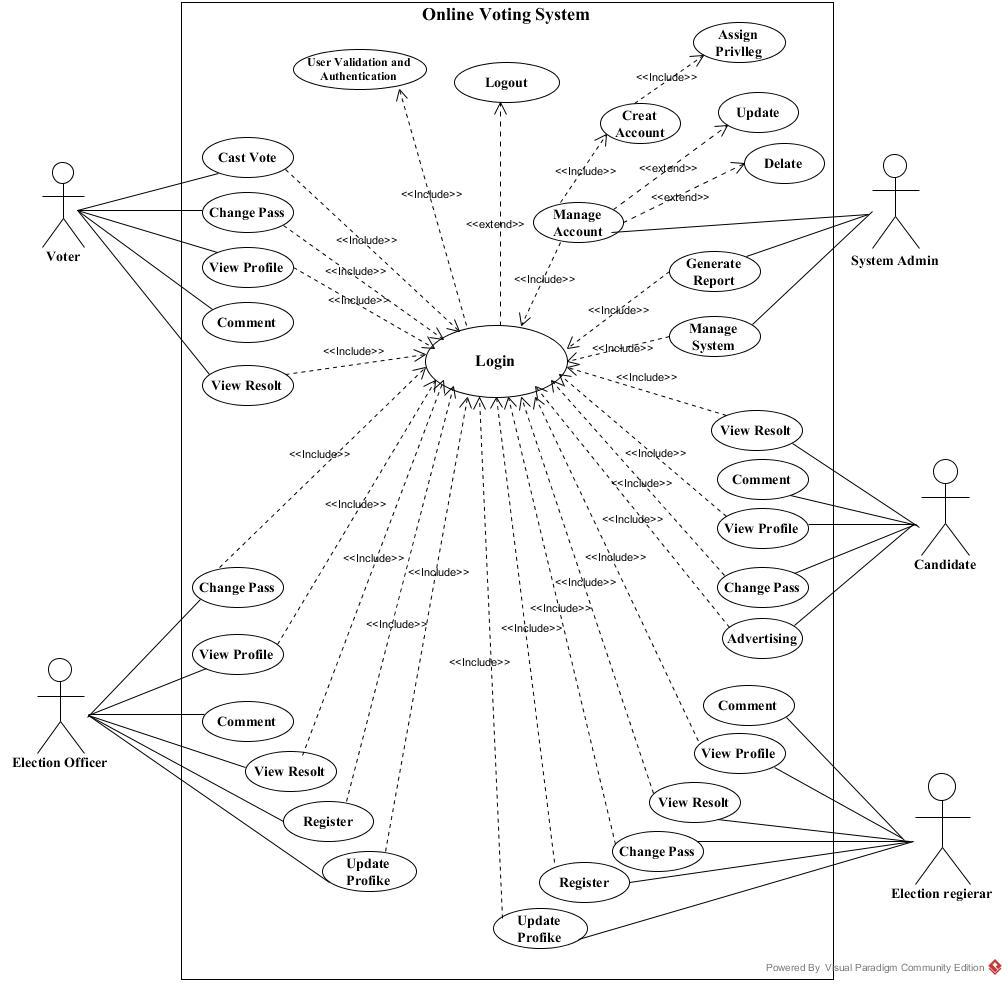 Online Voting System
Assign
Privlleg
User Validation and
Authentication
Logout
<<Include>>
Creat
Account
Update
Cast Vote
Delate
<<Include>>
<<extend>>
<<Include>>
<<extend>>
Change Pass
Manage
Account
<<extend>>
<<Include>>
Voter
System Admin
View Profile
<<Include>>
<<Include>>
Generate
Report
<<Include>>
<<Include>>
Comment
Manage
System
<<Include>>
<<Include>>
Login
View Resolt
<<Include>>
View Resolt
<<Include>>
<<Include>>
Comment
<<Include>>
<<Include>>
<<Include>>
View Profile
Candidate
<<Include>>
<<Include>>
<<Include>>
<<Include>>
Change Pass
Change Pass
<<Include>>
<<Include>>
<<Include>>
Advertising
View Profile
<<Include>>
Comment
Comment
View Profile
Election Officer
View Resolt
View Resolt
Register
Change Pass
Update
Profike
Register
Election regierar
Update
Profike
Powered By Visual Paradigm Community Edition